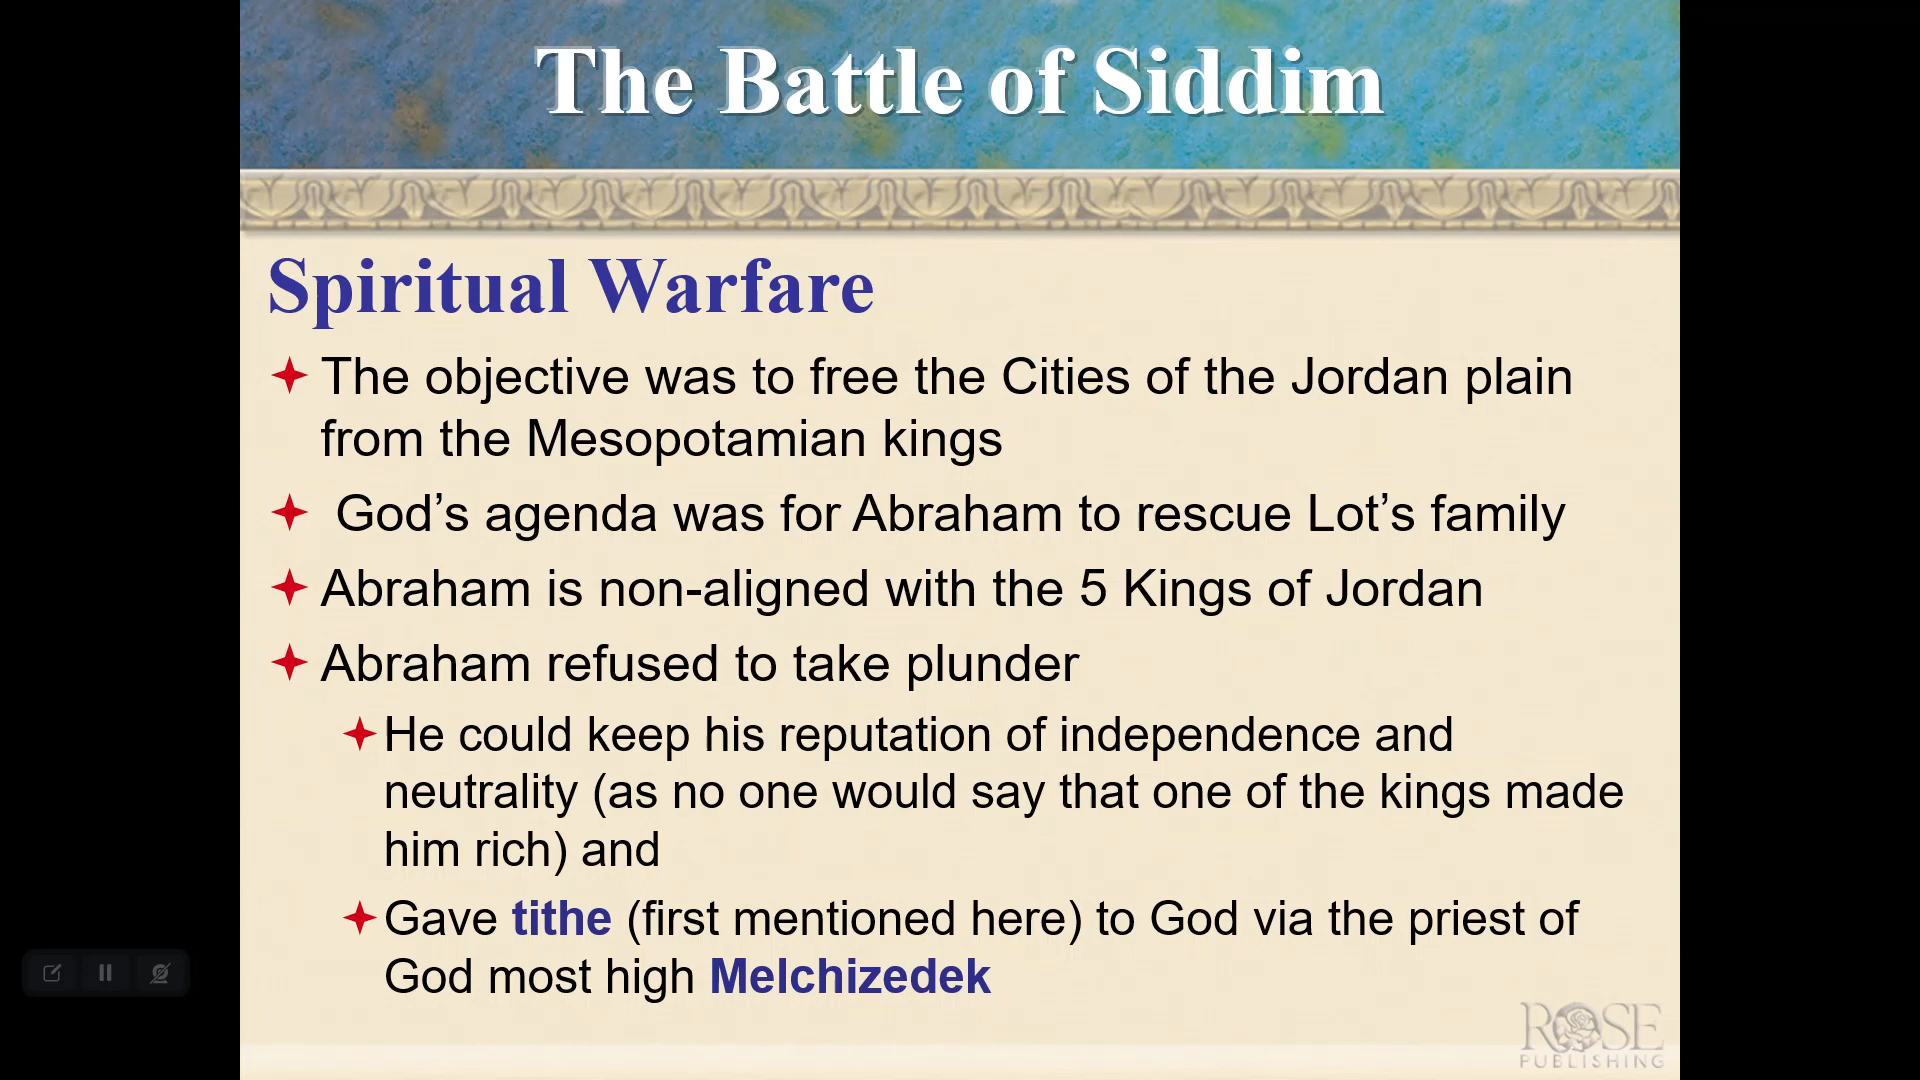 The Battle of Siddim
Spiritual Warfare
The objective was to free the Cities of the Jordan plain
from the Mesopotamian kings
God’s agenda was for Abraham to rescue Lot’s family
Abraham is non-aligned with the 5 Kings of Jordan
Abraham refused to take plunder
He could keep his reputation of independence and
neutrality (as no one would say that one of the kings made
him rich) and
Gave tithe (first mentioned here) to God via the priest of
God most high Melchizedek
ROSE
PUBLISHING